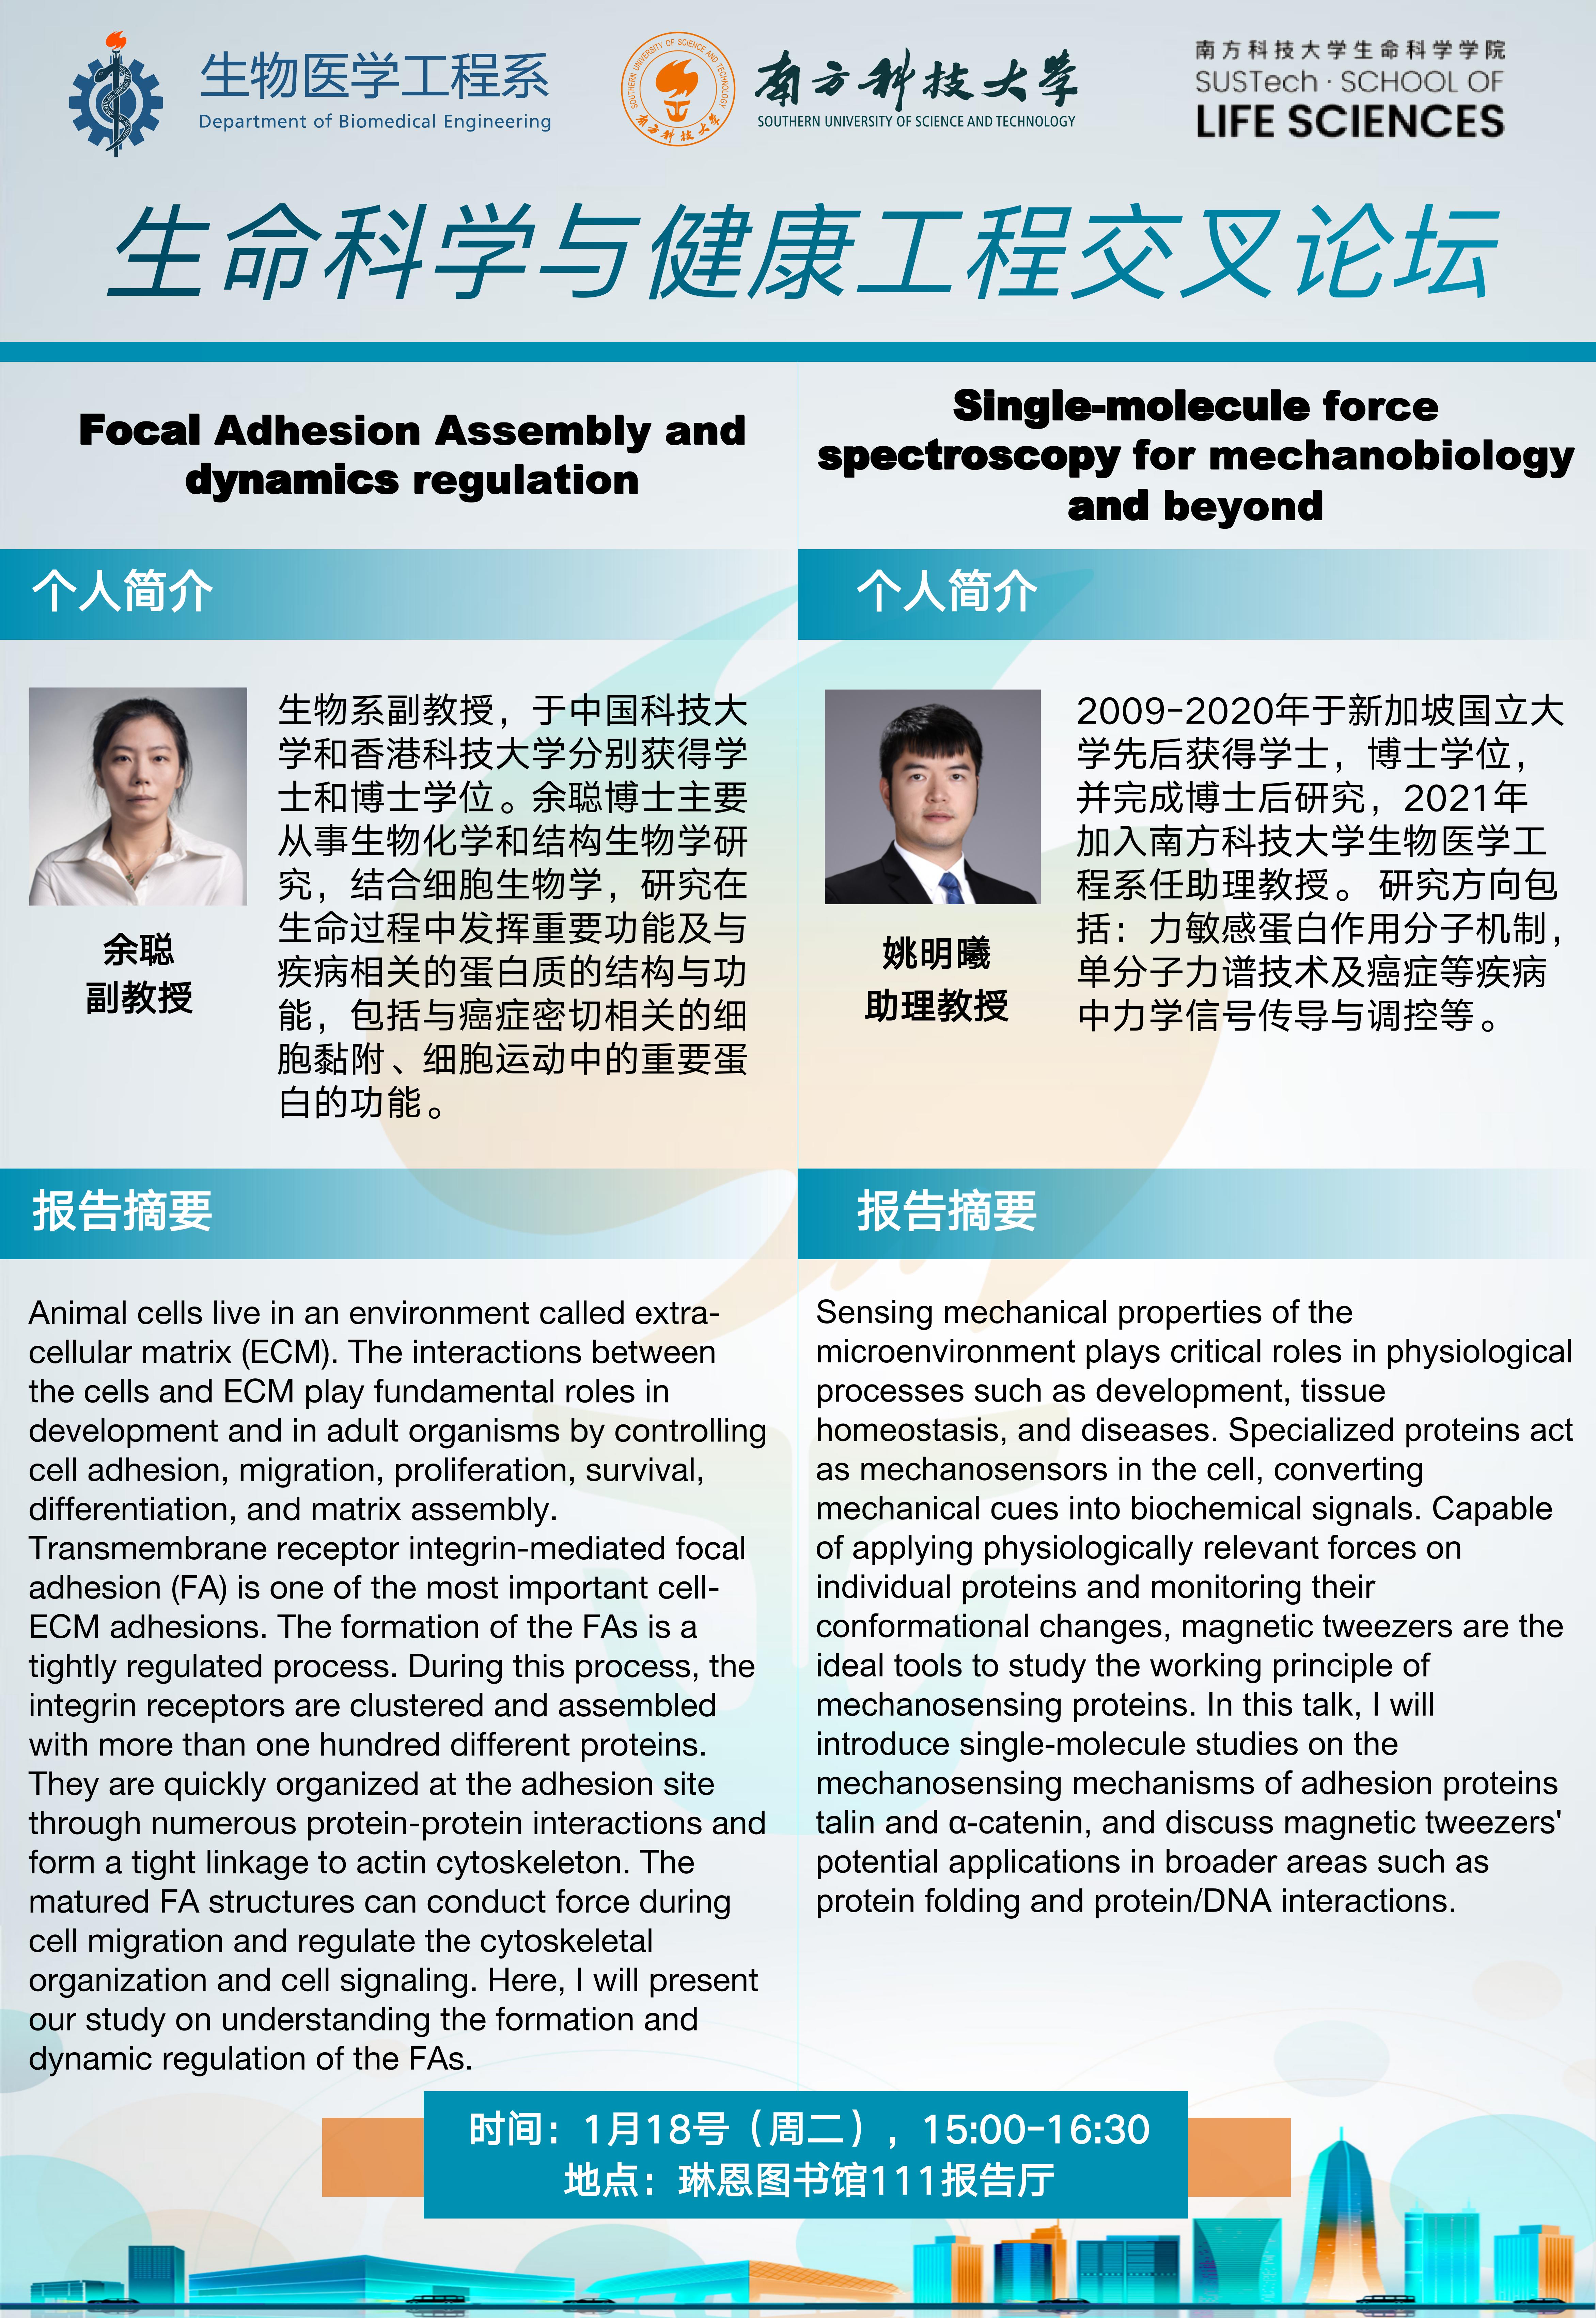 生物医学工程系
Department of Biomedical Engineering
SOUTHERN UNIVERSITY OF SCIENCE AND TECHNOLOGY
南方科技大学
南方科技大学
SOUTHERN UNIVERSITY OF SCIENCE AND TECHNOLOGY
南方科技大学生命科学学院
SUSTech · SCHOOL OF
LIFE SCIENCES
生命科学与健康工程交叉论坛
Focal Adhesion Assembly and
dynamics regulation
个人简介
余聪
副教授
生物系副教授，于中国科技大
学和香港科技大学分别获得学
士和博士学位。余聪博士主要
从事生物化学和结构生物学研
究，结合细胞生物学，研究在
生命过程中发挥重要功能及与
疾病相关的蛋白质的结构与功
能，包括与癌症密切相关的细
胞黏附、细胞运动中的重要蛋
白的功能。
报告摘要
Animal cells live in an environment called extra-
cellular matrix (ECM). The interactions between
the cells and ECM play fundamental roles in
development and in adult organisms by controlling
cell adhesion, migration, proliferation, survival,
differentiation, and matrix assembly.
Transmembrane receptor integrin-mediated focal
adhesion (FA) is one of the most important cell-
ECM adhesions. The formation of the FAs is a
tightly regulated process. During this process, the
integrin receptors are clustered and assembled
with more than one hundred different proteins.
They are quickly organized at the adhesion site
through numerous protein-protein interactions and
form a tight linkage to actin cytoskeleton. The
matured FA structures can conduct force during
cell migration and regulate the cytoskeletal
organization and cell signaling. Here, I will present
our study on understanding the formation and
dynamic regulation of the FAs.
Single-molecule force
spectroscopy for mechanobiology
and beyond
个人简介
姚明曦
助理教授
2009-2020年于新加坡国立大
学先后获得学士，博士学位，
并完成博士后研究，2021年
加入南方科技大学生物医学工
程系任助理教授。 研究方向包
括：力敏感蛋白作用分子机制，
单分子力谱技术及癌症等疾病
中力学信号传导与调控等。
报告摘要
Sensing mechanical properties of the
microenvironment plays critical roles in physiological
processes such as development, tissue
homeostasis, and diseases. Specialized proteins act
as mechanosensors in the cell, converting
mechanical cues into biochemical signals. Capable
of applying physiologically relevant forces on
individual proteins and monitoring their
conformational changes, magnetic tweezers are the
ideal tools to study the working principle of
mechanosensing proteins. In this talk, I will
introduce single-molecule studies on the
mechanosensing mechanisms of adhesion proteins
talin and α-catenin, and discuss magnetic tweezers'
potential applications in broader areas such as
protein folding and protein/DNA interactions.
时间：1月18号（周二），15:00-16:30
地点：琳恩图书馆111报告厅